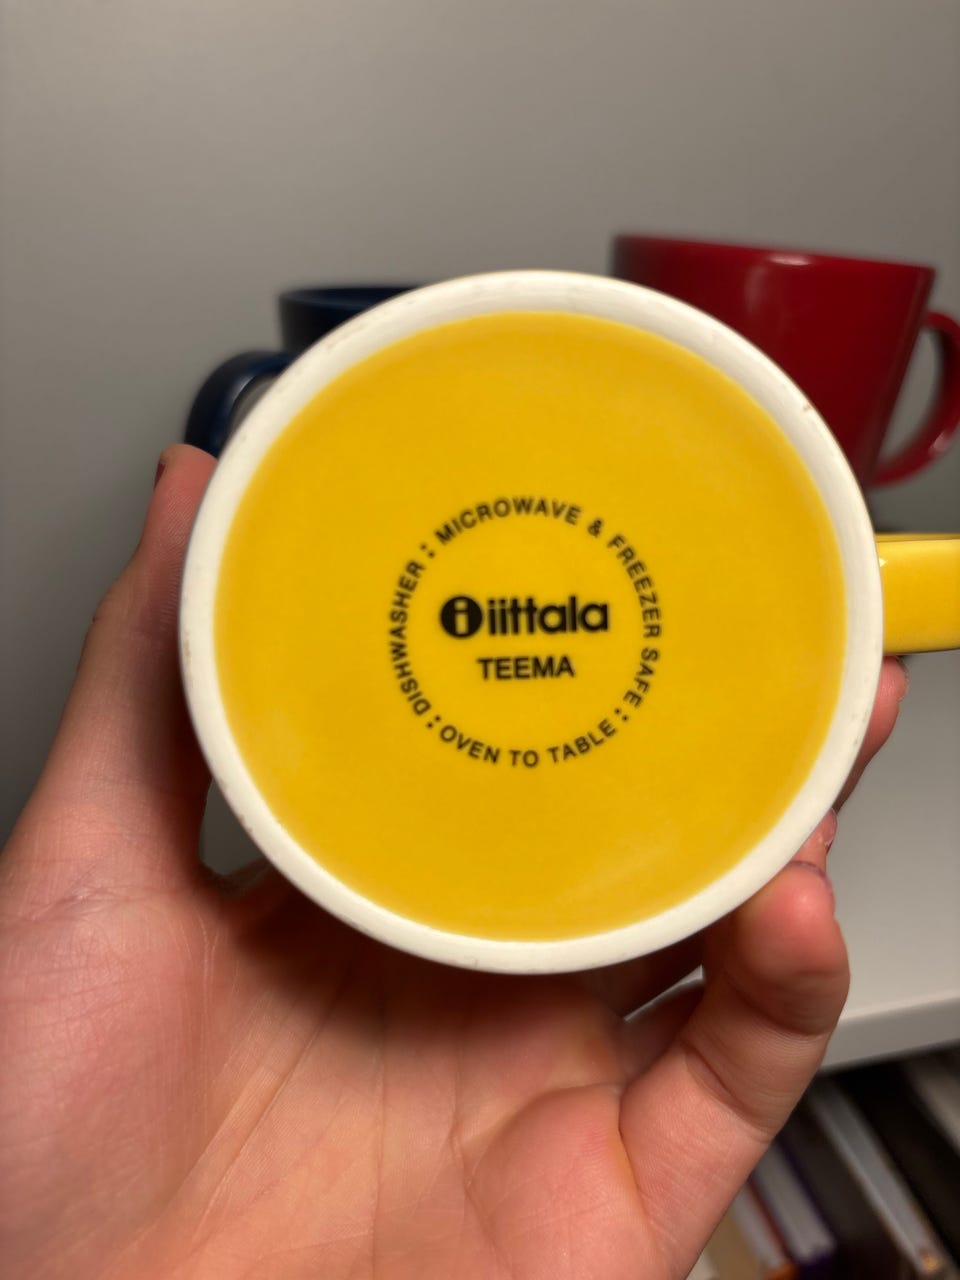 MICROWAVE & FREEZER SAFE : OVEN TO TABLE : DISHWASHER :
iittala
TEEMA